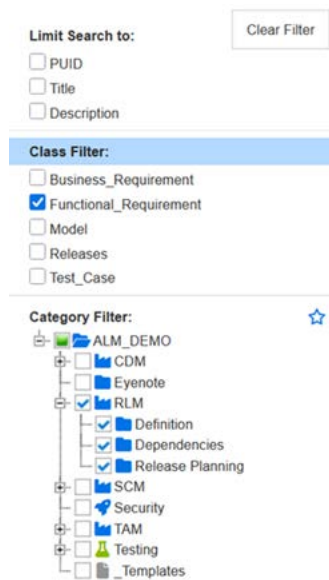 Clear Filter
Limit Search to:
PUID
Title
Description
Class Filter:
Business_Requirement
Functional_Requirement
Model
Releases
Test_Case
Category Filter:
ALM_DEMO
CDM
Eyenote
RLM
Definition
Dependencies
Release Planning
SCM
Security
TAM
Testing
_Templates